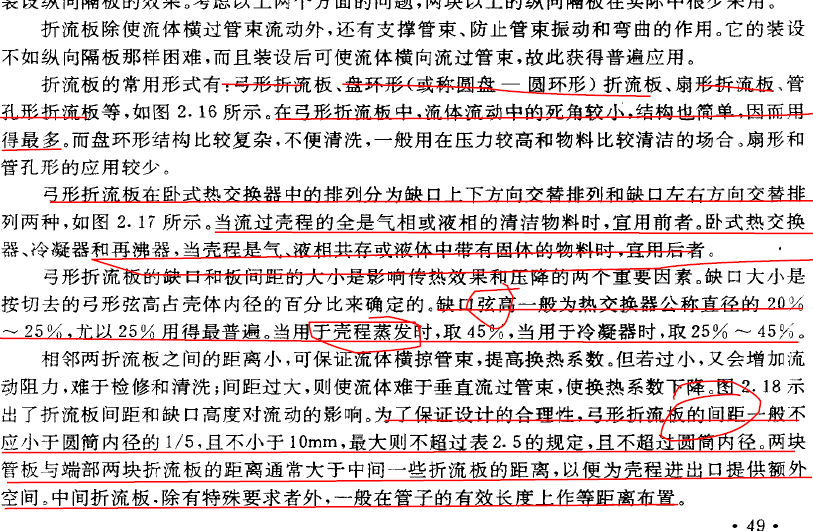 装设纵向隔板的效果。考虑以上两个方面的问题,两块以上的纵向隔板在实际中很少采用。
折流板除使流体横过管束流动外,还有支撑管束、防止管束振动和弯曲的作用。它的装设
不如纵向隔板那样困难,而且装设后可使流体横向流过管束,故此获得普遍应用。
折流板的常用形式有:弓形折流板、盘环形(或称圆盘 — 圆环形) 折流板、扇形折流板、管
孔形折流板等,如图 2.16 所示。在弓形折流板中,流体流动中的死角较小,结构也简单,因而用
得最多。而盘环形结构比较复杂,不便清洗,一般用在压力较高和物料比较清洁的场合。扇形和
管孔形的应用较少。
弓形折流板在卧式热交换器中的排列分为缺口上下方向交替排列和缺口左右方向交替排
列两种,如图 2.17 所示。当流过壳程的全是气相或液相的清洁物料时,宜用前者。卧式热交换
器、冷凝器和再沸器,当壳程是气、液相共存或液体中带有固体的物料时,宜用后者。
弓形折流板的缺口和板间距的大小是影响传热效果和压降的两个重要因素。缺口大小是
按切去的弓形弦高占壳体内径的百分比来确定的。缺口弦高一般为热交换器公称直径的 20%
~ 25%,尤以 25% 用得最普遍。当用于壳程蒸发时,取 45%,当用于冷凝器时,取 25% ~ 45%。
相邻两折流板之间的距离小,可保证流体横掠管束,提高换热系数。但若过小,又会增加流
动阻力,难于检修和清洗;间距过大,则使流体难于垂直流过管束,使换热系数下降。图 2.18 示
出了折流板间距和缺口高度对流动的影响。为了保证设计的合理性,弓形折流板的间距一般不
应小于圆筒内径的 1/5,且不小于 10mm,最大则不超过表 2.5 的规定,且不超过圆筒内径。两块
管板与端部两块折流板的距离通常大于中间一些折流板的距离,以便为壳程进出口提供额外
空间。中间折流板,除有特殊要求者外,一般在管子的有效长度上作等距离布置。
· 49 ·